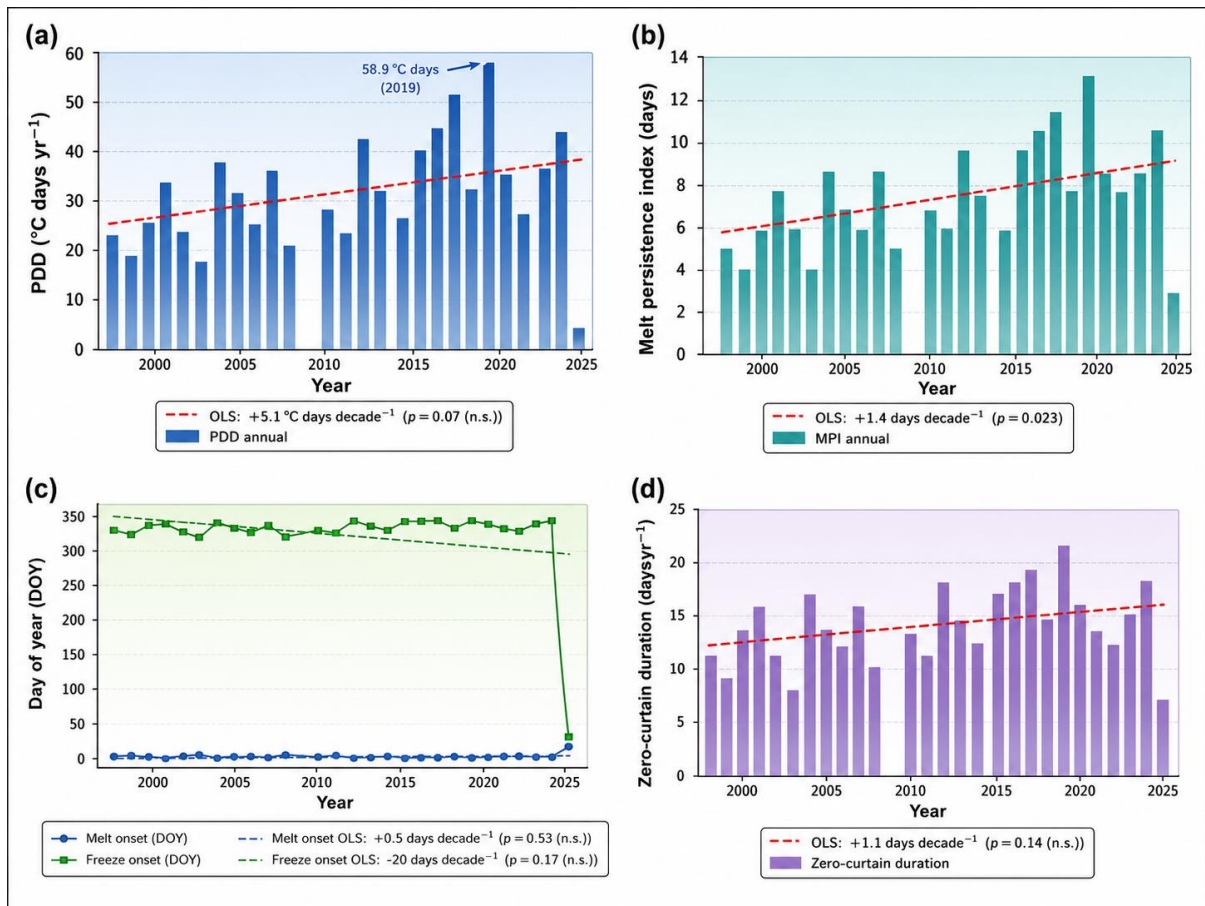 (a)
60
50
40
30
20
10
0
PDD (°C days yr⁻¹)
58.9 °C days
(2019)
2000 2005 2010 2015 2020 2025
Year
OLS: +5.1 °C days decade⁻¹ (p = 0.07 (n.s.))
PDD annual
(b)
14
12
10
8
6
4
2
0
Melt persistence index (days)
2000 2005 2010 2015 2020 2025
Year
OLS: +1.4 days decade⁻¹ (p = 0.023)
MPI annual
(c)
350
300
250
200
150
100
50
0
Day of year (DOY)
2000 2005 2010 2015 2020 2025
Year
Melt onset (DOY) Melt onset OLS: +0.5 days decade⁻¹ (p = 0.53 (n.s.))
Freeze onset (DOY) Freeze onset OLS: -20 days decade⁻¹ (p = 0.17 (n.s.))
(d)
25
20
15
10
5
0
Zero-curtain duration (daysyr⁻¹)
2000 2005 2010 2015 2020 2025
Year
OLS: +1.1 days decade⁻¹ (p = 0.14 (n.s.))
Zero-curtain duration